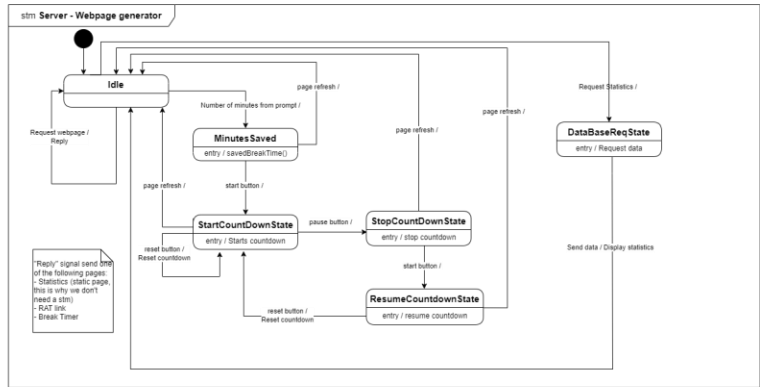 stm Server - Webpage generator
Idle
page refresh /
Request Statistics /
page refresh /
Number of minutes from prompt /
Request webpage /
Reply
MinutesSaved
entry / savedBreakTime()
page refresh /
DataBaseReqState
entry / Request data
page refresh /
start button /
StartCountDownState
entry / Starts countdown
pause button /
StopCountDownState
entry / stop countdown
reset button /
Reset countdown
Send data / Display statistics
start button /
"Reply" signal send one
of the following pages:
- Statistics (static page,
this is why we don't
need a stm)
- RAT link
- Break Timer
reset button /
Reset countdown
ResumeCountdownState
entry / resume countdown